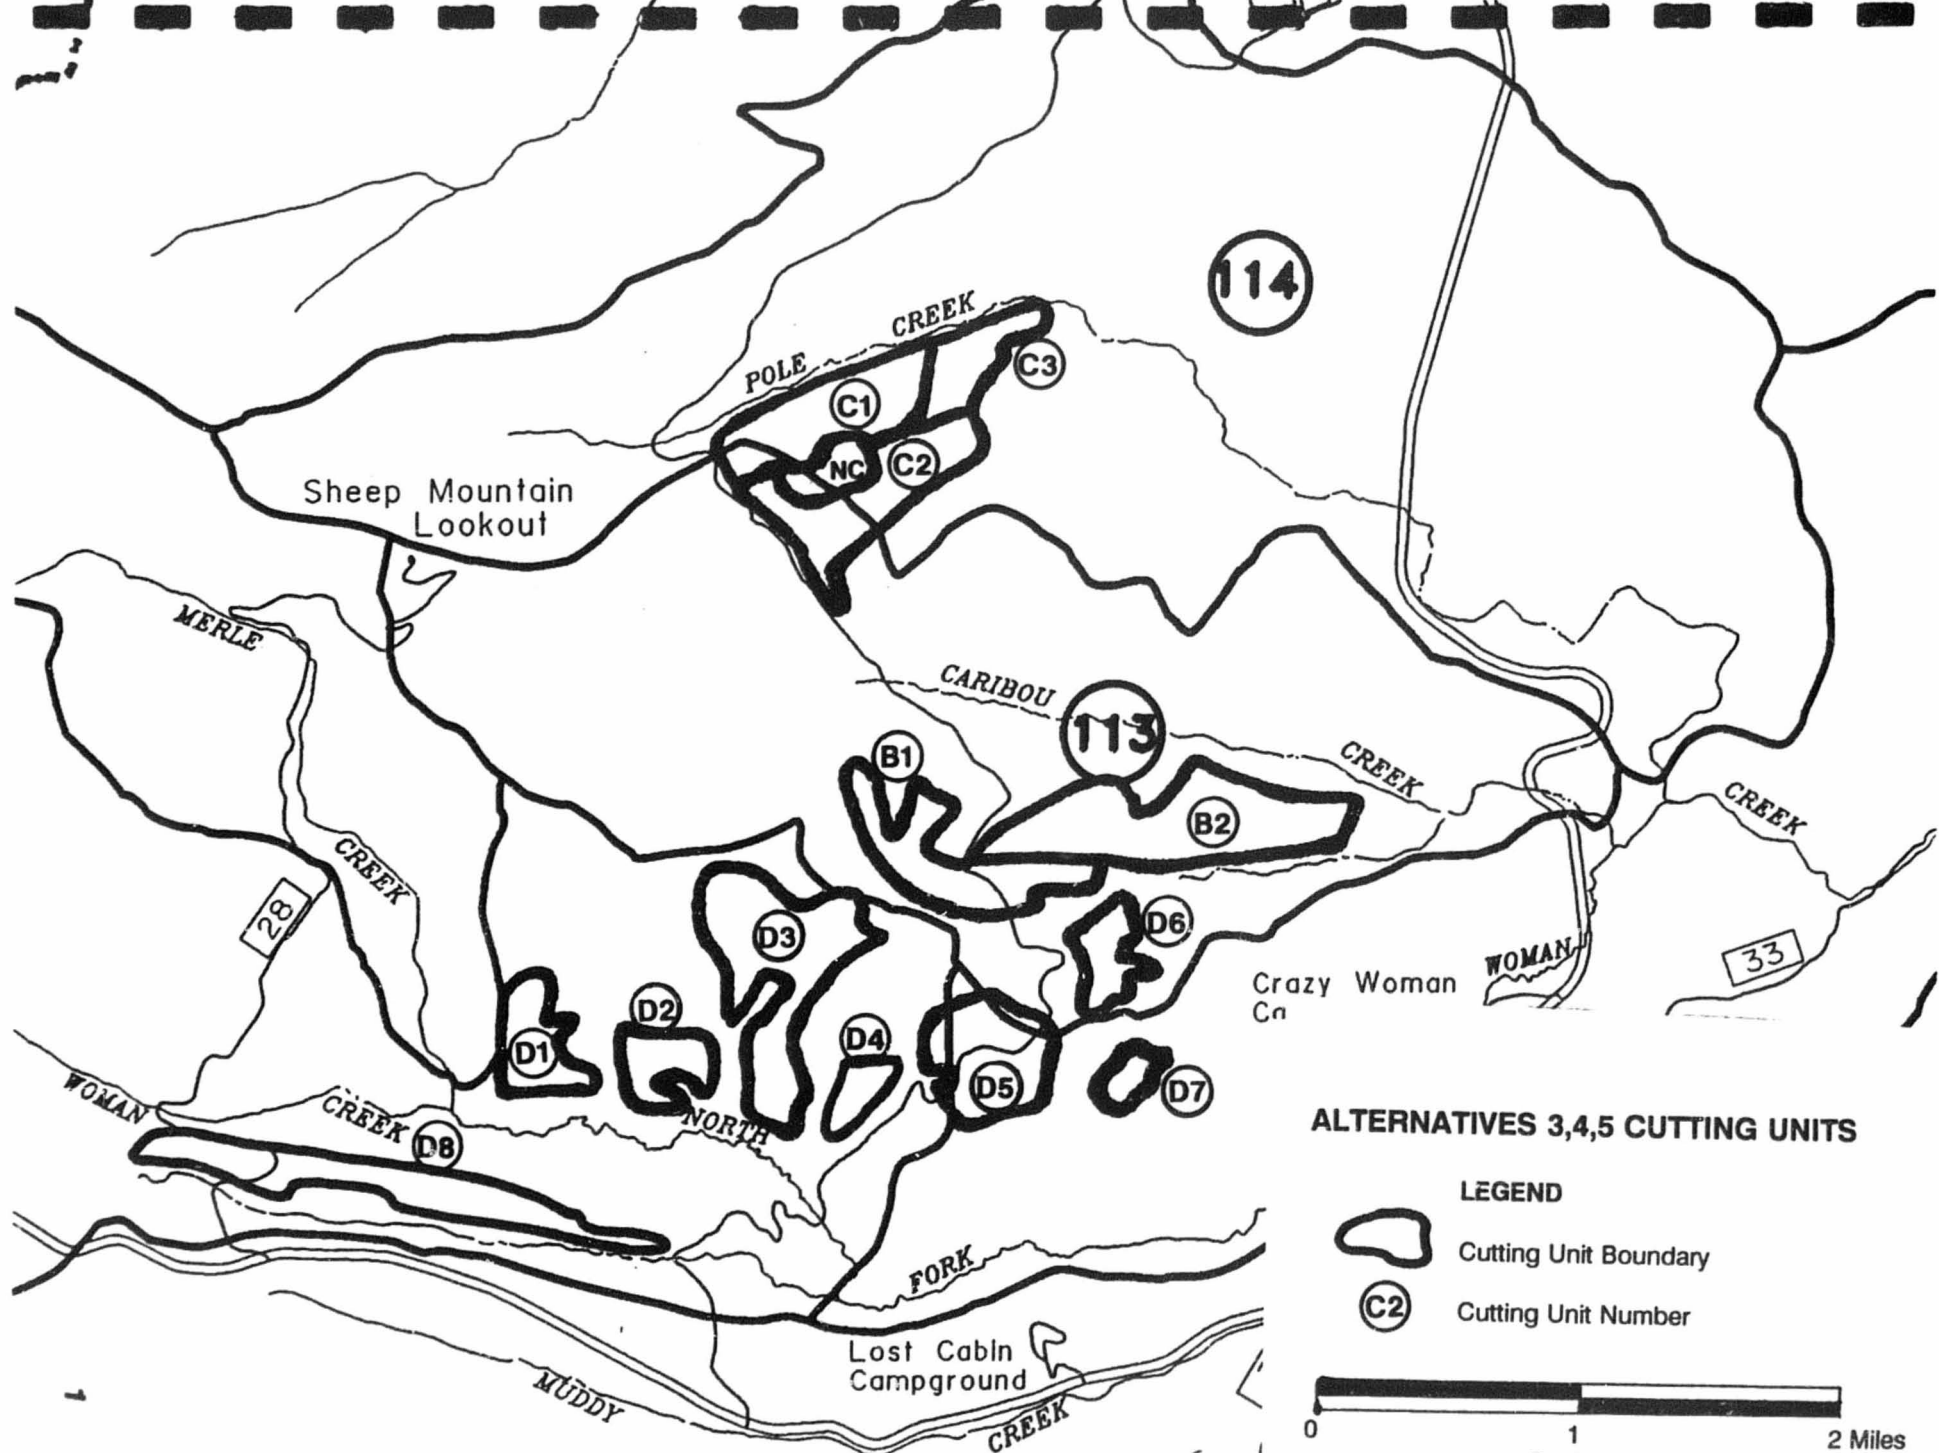 114
CREEK
POLE
C3
C1
NC
C2
Sheep Mountain
Lookout
MERLE
CARIBOU
113
B1
CREEK
B2
CREEK
CREEK
28
D3
D6
WOMAN
33
Crazy Woman
Ca
D2
D1
D4
D5
D7
WOMAN
CREEK
NORTH
D8
FORK
Lost Cabin
Campground
MUDDY
CREEK
ALTERNATIVES 3,4,5 CUTTING UNITS
LEGEND
Cutting Unit Boundary
C2 Cutting Unit Number
0 1 2 Miles